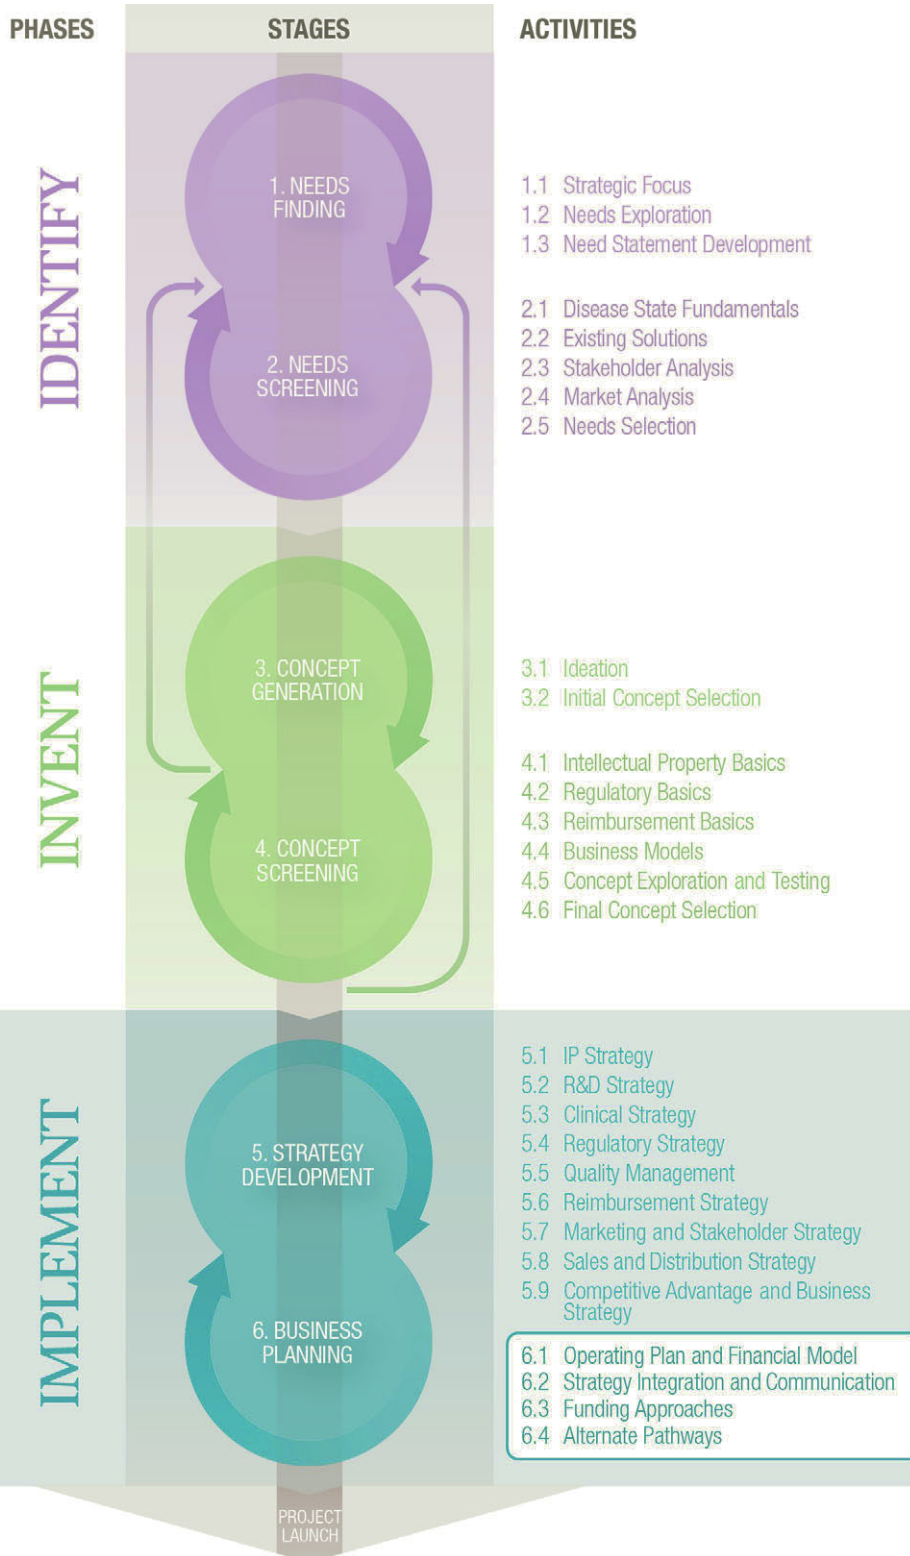 PHASES
STAGES
ACTIVITIES
IDENTIFY
1. NEEDS
FINDING
1.1 Strategic Focus
1.2 Needs Exploration
1.3 Need Statement Development
2. NEEDS
SCREENING
2.1 Disease State Fundamentals
2.2 Existing Solutions
2.3 Stakeholder Analysis
2.4 Market Analysis
2.5 Needs Selection
INVENT
3. CONCEPT
GENERATION
3.1 Ideation
3.2 Initial Concept Selection
4. CONCEPT
SCREENING
4.1 Intellectual Property Basics
4.2 Regulatory Basics
4.3 Reimbursement Basics
4.4 Business Models
4.5 Concept Exploration and Testing
4.6 Final Concept Selection
IMPLEMENT
5. STRATEGY
DEVELOPMENT
5.1 IP Strategy
5.2 R&D Strategy
5.3 Clinical Strategy
5.4 Regulatory Strategy
5.5 Quality Management
5.6 Reimbursement Strategy
5.7 Marketing and Stakeholder Strategy
5.8 Sales and Distribution Strategy
5.9 Competitive Advantage and Business
Strategy
6. BUSINESS
PLANNING
6.1 Operating Plan and Financial Model
6.2 Strategy Integration and Communication
6.3 Funding Approaches
6.4 Alternate Pathways
PROJECT
LAUNCH